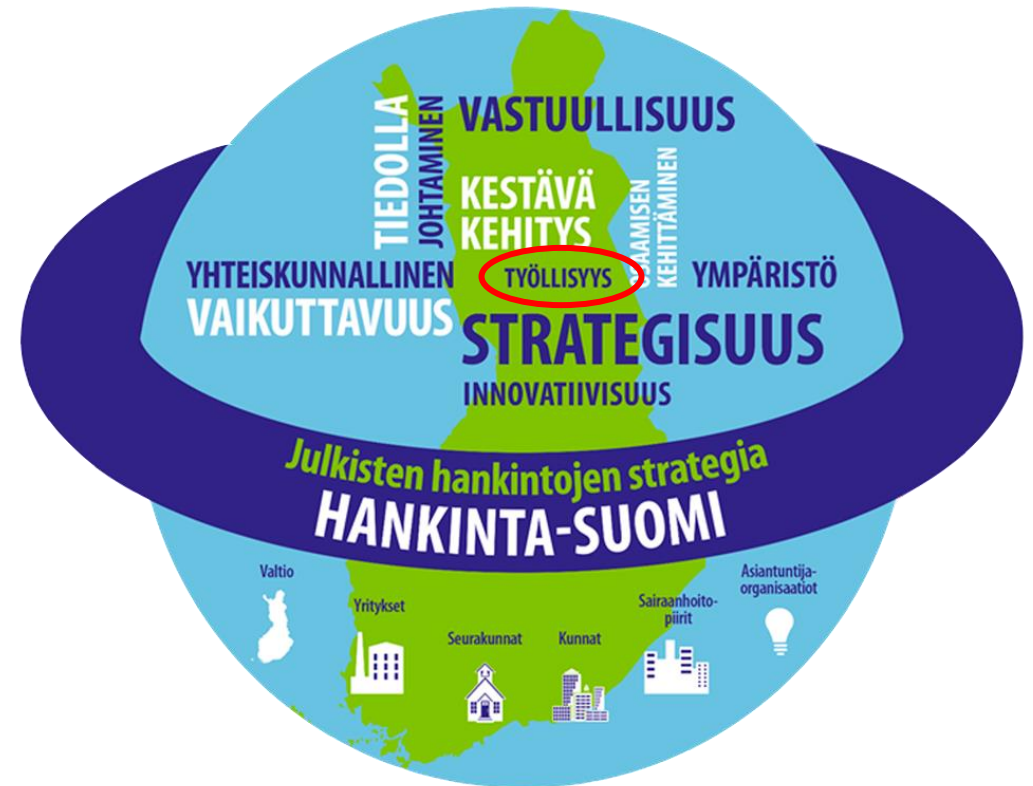 TIEDOLLA
JOHTAMINEN
VASTUULLISUUS
KESTÄVÄ
KEHITYS
OSAAMISEN
KEHITTÄMINEN
YHTEISKUNNALLINEN
VAIKUTTAVUUS
TYÖLLISYYS
YMPÄRISTÖ
STRATEGISUUS
INNOVATIIVISUUS
Julkisten hankintojen strategia
HANKINTA-SUOMI
Valtio
Yritykset
Seurakunnat
Kunnat
Sairaanhoito-
piirit
Asiantuntija-
organisaatiot